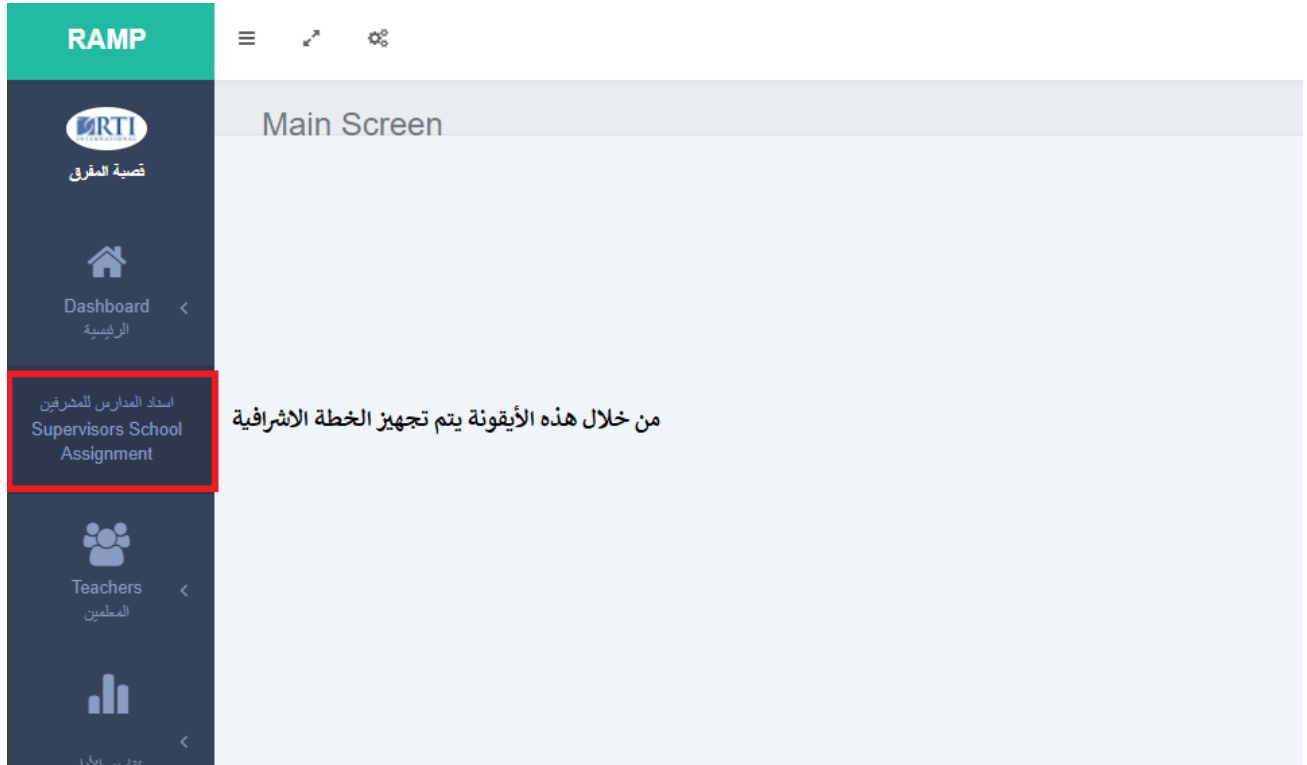 RAMP
Main Screen
RTI
INTERNATIONAL
قصبة المفرق
Dashboard
الرئيسية
اسناد المدارس للمشرفين
Supervisors School
Assignment
من خلال هذه الأيقونة يتم تجهيز الخطة الاشرافية
Teachers
المعلمين